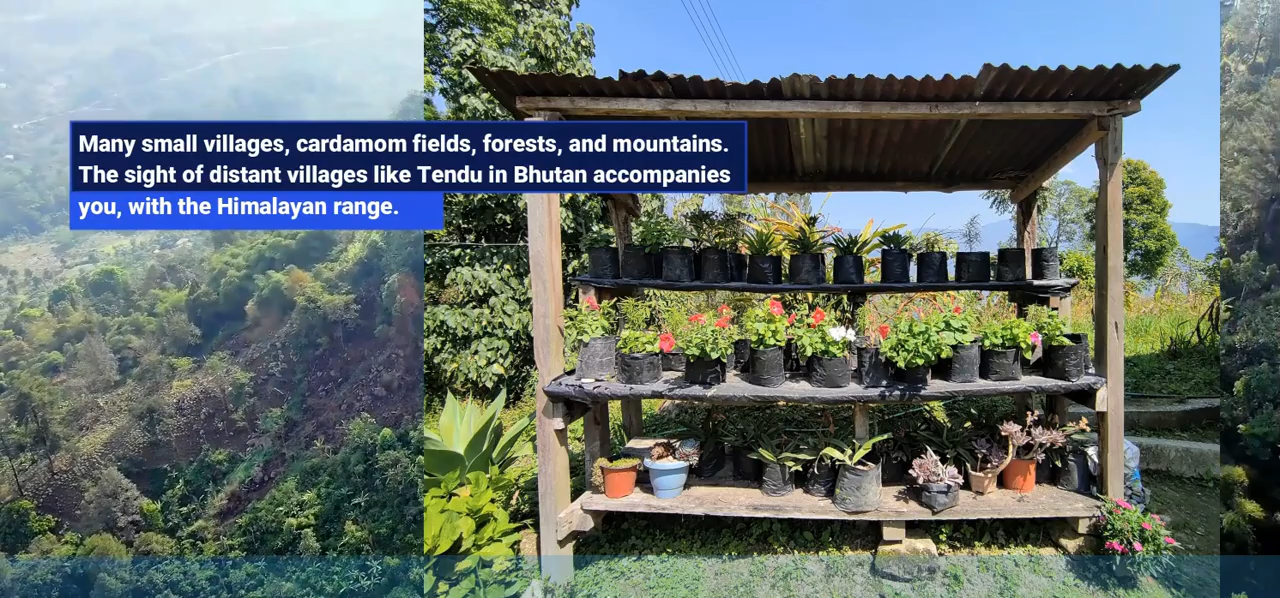 Many small villages, cardamom fields, forests, and mountains.
The sight of distant villages like Tendu in Bhutan accompanies
you, with the Himalayan range.